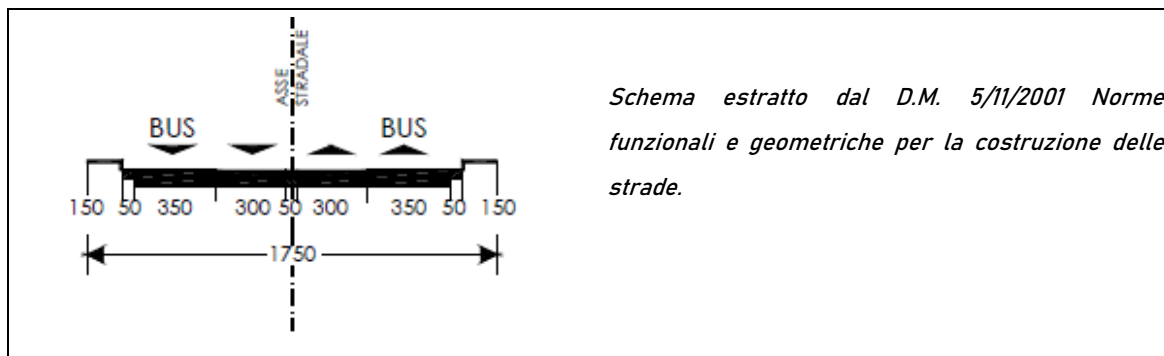 ASSE
STRADALE
BUS BUS
150 50 350 300 50 300 350 50 150
1750
Schema estratto dal D.M. 5/11/2001 Norme
funzionali e geometriche per la costruzione delle
strade.